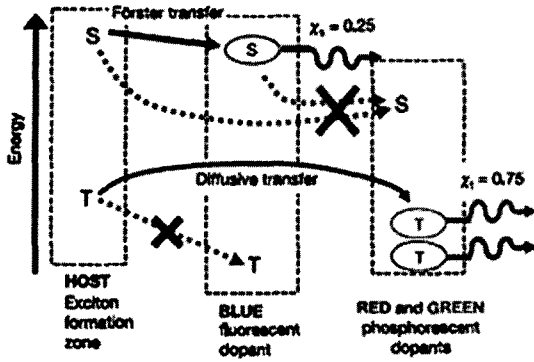 Förster transfer
χₛ = 0.25
S
S
S
Energy
Diffusive transfer
χₜ = 0.75
T
T
T
T
HOST
Exciton
formation
zone
BLUE
fluorescent
dopant
RED and GREEN
phosphorescent
dopants